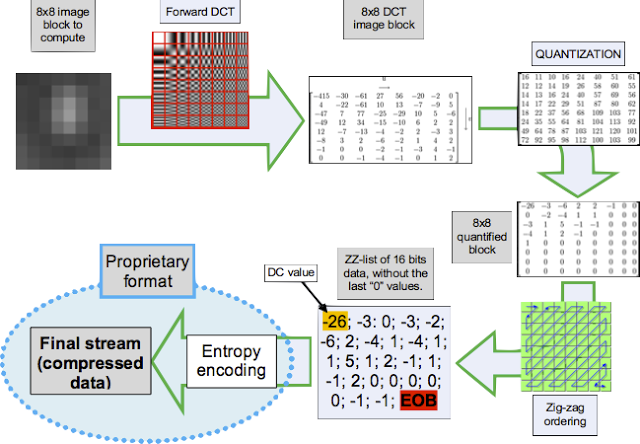 8x8 image
block to
compute
Forward DCT
8x8 DCT
image block
u
−415 −30 −61 27 56 −20 −2 0
4 −22 −61 10 13 −7 −9 5
−47 7 77 −25 −29 10 5 −6
−49 12 34 −15 −10 6 2 2
12 −7 −13 −4 −2 2 −3 3
−8 3 2 −6 −2 1 4 2
−1 0 0 −2 −1 −3 4 −1
0 0 −1 −4 −1 0 1 2
QUANTIZATION
16 11 10 16 24 40 51 61
12 12 14 19 26 58 60 55
14 13 16 24 40 57 69 56
14 17 22 29 51 87 80 62
18 22 37 56 68 109 103 77
24 35 55 64 81 104 113 92
49 64 78 87 103 121 120 101
72 92 95 98 112 100 103 99
8x8
quantified
block
−26 −3 −6 2 2 −1 0 0
0 −2 −4 1 1 0 0 0
−3 1 5 −1 −1 0 0 0
−4 1 2 −1 0 0 0 0
1 0 0 0 0 0 0 0
0 0 0 0 0 0 0 0
0 0 0 0 0 0 0 0
0 0 0 0 0 0 0 0
Zig-zag
ordering
ZZ-list of 16 bits
data, without the
last "0" values.
DC value
-26; -3: 0; -3; -2;
-6; 2; -4; 1; -4; 1;
1; 5; 1; 2; -1; 1;
-1; 2; 0; 0; 0; 0;
0; -1; -1; EOB
Proprietary
format
Entropy
encoding
Final stream
(compressed
data)